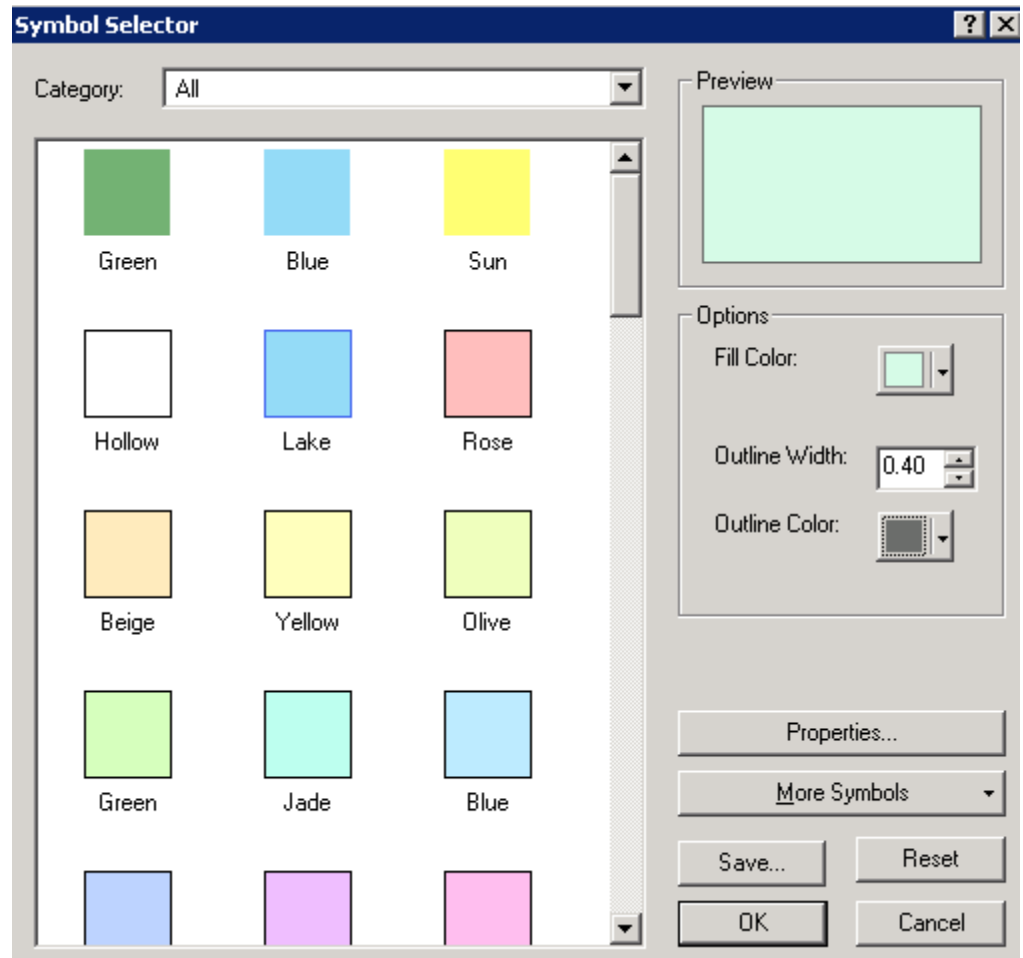 Symbol Selector
Category: All
Green Blue Sun
Hollow Lake Rose
Beige Yellow Olive
Green Jade Blue
Preview
Options
Fill Color:
Outline Width: 0.40
Outline Color:
Properties...
More Symbols
Save... Reset
OK Cancel